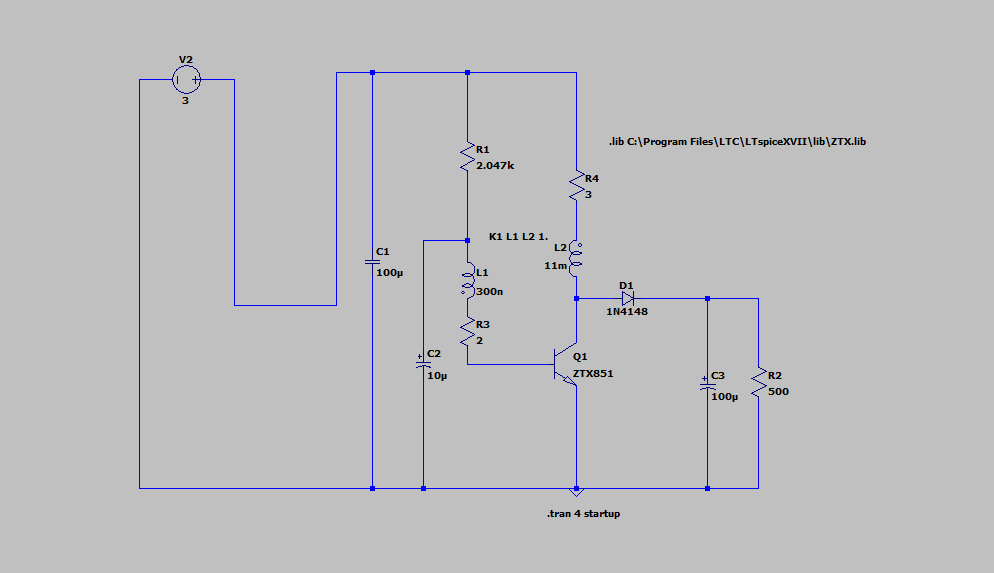 V2
3
.lib C:\Program Files\LTC\LTspiceXVII\lib\ZTX.lib
R1
2.047k
R4
3
K1 L1 L2 1.
L2
11m
C1
100µ
L1
300n
D1
1N4148
R3
2
C2
10µ
Q1
ZTX851
C3
100µ
R2
500
.tran 4 startup